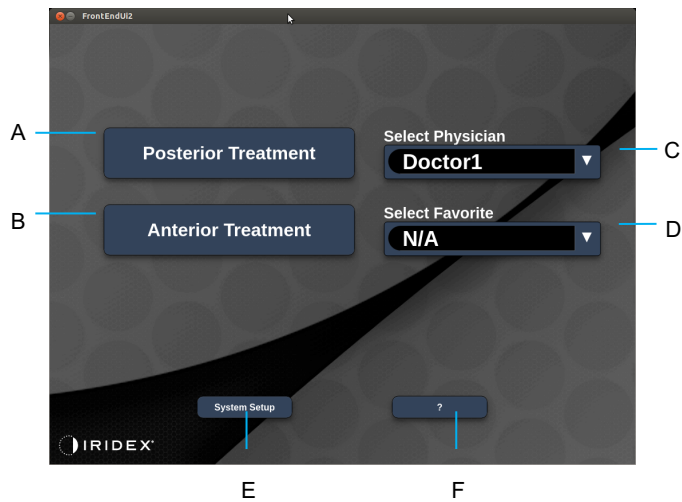 FrontEndUI2
A
Posterior Treatment
Select Physician
Doctor1
C
B
Anterior Treatment
Select Favorite
N/A
D
System Setup
?
IRIDEX
E
F